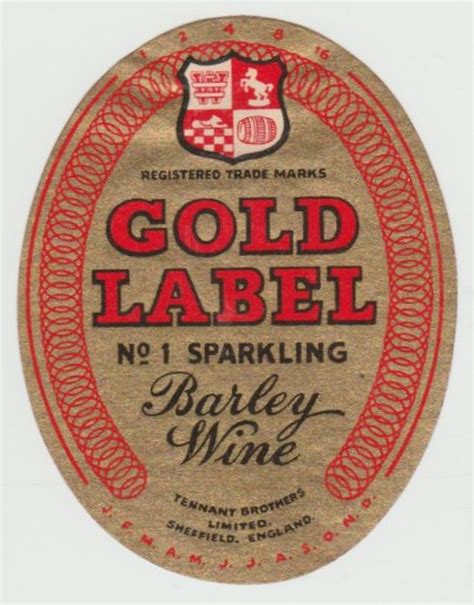 1 2 4 8 16
REGISTERED TRADE MARKS
GOLD
LABEL
Nº 1 SPARKLING
Barley
Wine
TENNANT BROTHERS
LIMITED.
SHEFFIELD. ENGLAND.
J. F. M. A. M. J. J. A. S. O. N. D.